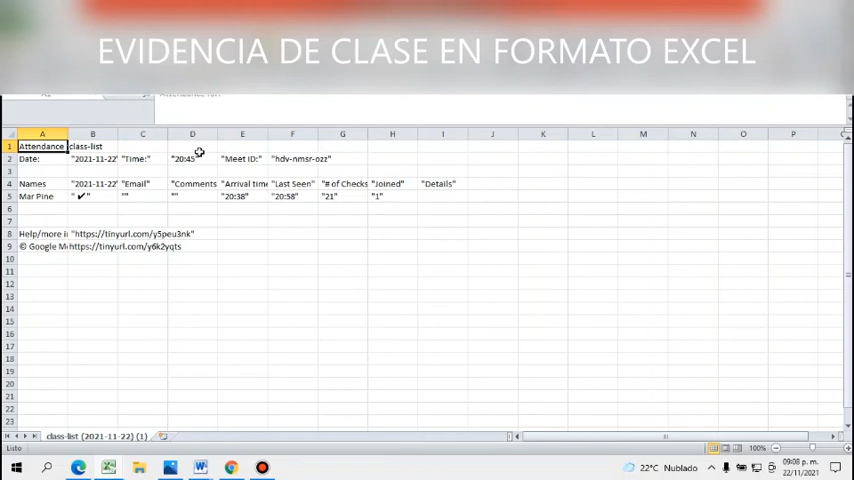 EVIDENCIA DE CLASE EN FORMATO EXCEL
A B C D E F G H I J K L M N O P
1 Attendance class-list
2 Date: "2021-11-22" "Time:" "20:45" "Meet ID:" "hdv-nmsr-ozz"
3
4 Names "2021-11-22" "Email" "Comments "Arrival time "Last Seen" "# of Checks "Joined" "Details"
5 Mar Pine " ✔" "" "" "20:38" "20:58" "21" "1"
6
7
8 Help/more i "https://tinyurl.com/y5peu3nk"
9 © Google M https://tinyurl.com/y6k2yqts
10
11
12
13
14
15
16
17
18
19
20
21
22
23
class-list (2021-11-22) (1)
Listo 100%
22°C Nublado 09:08 p. m.
22/11/2021